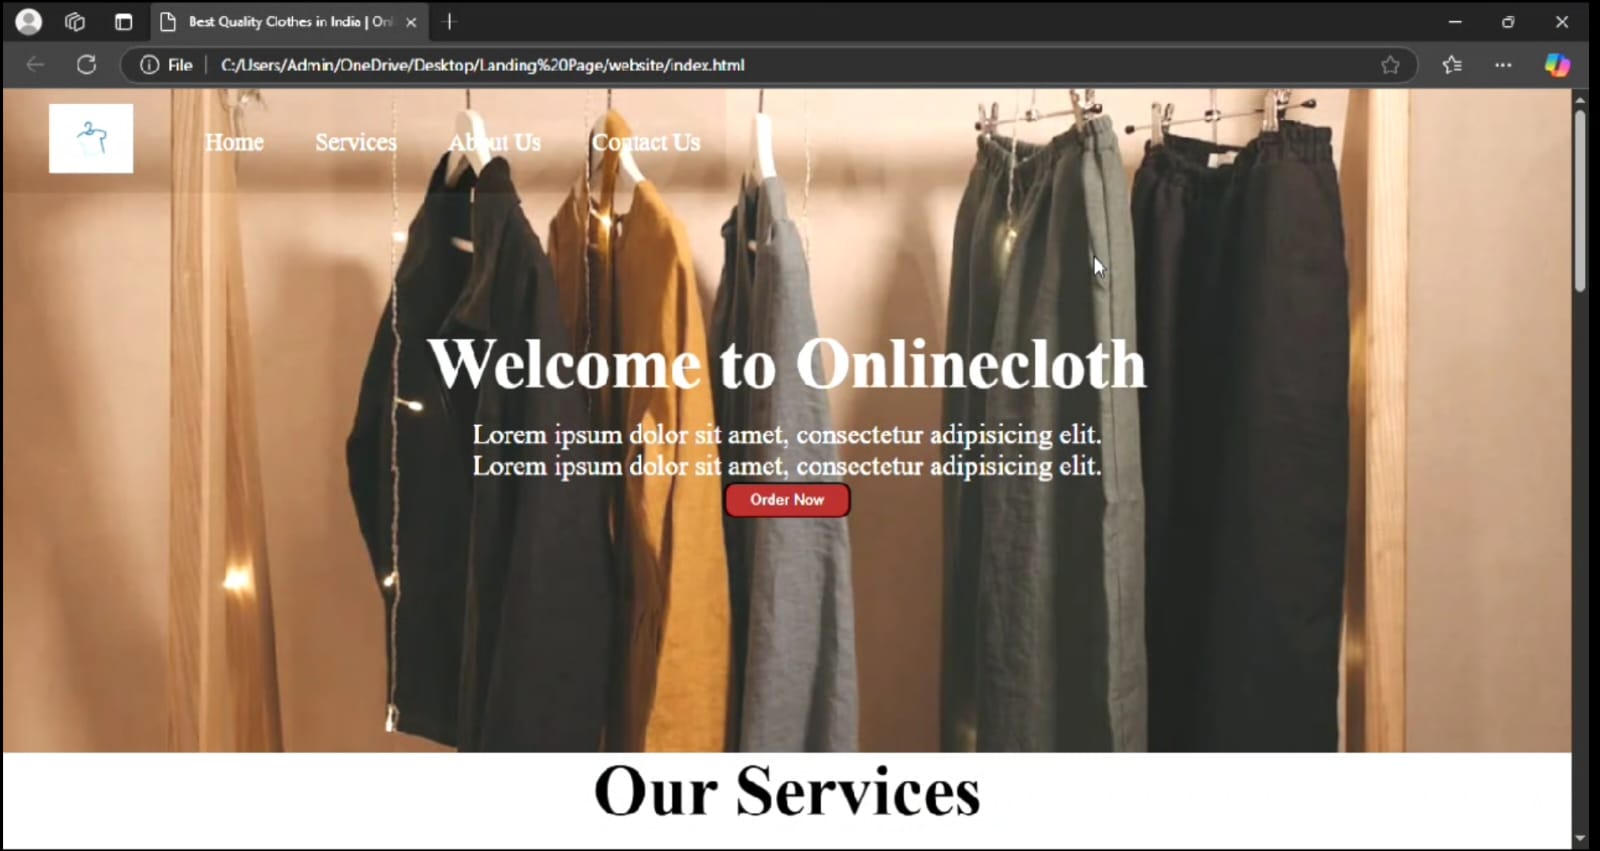 Best Quality Clothes in India | Onl
File
C:/Users/Admin/OneDrive/Desktop/Landing%20Page/website/index.html
Home Services About Us Contact Us
Welcome to Onlinecloth
Lorem ipsum dolor sit amet, consectetur adipisicing elit.
Lorem ipsum dolor sit amet, consectetur adipisicing elit.
Order Now
Our Services